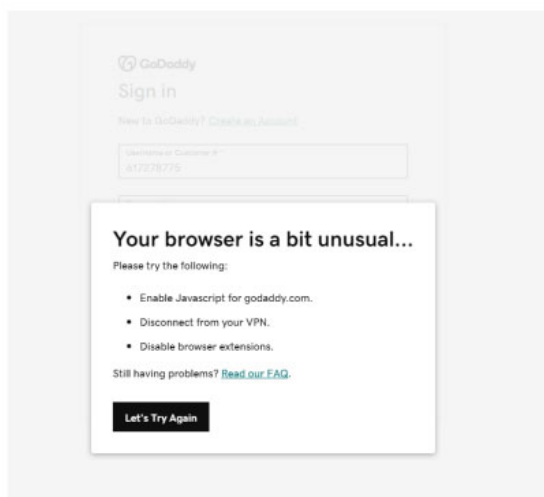 GoDaddy
Sign in
New to GoDaddy? Create an Account
Username or Customer #
Your browser is a bit unusual...
Please try the following:
• Enable Javascript for godaddy.com.
• Disconnect from your VPN.
• Disable browser extensions.
Still having problems? Read our FAQ.
Let's Try Again